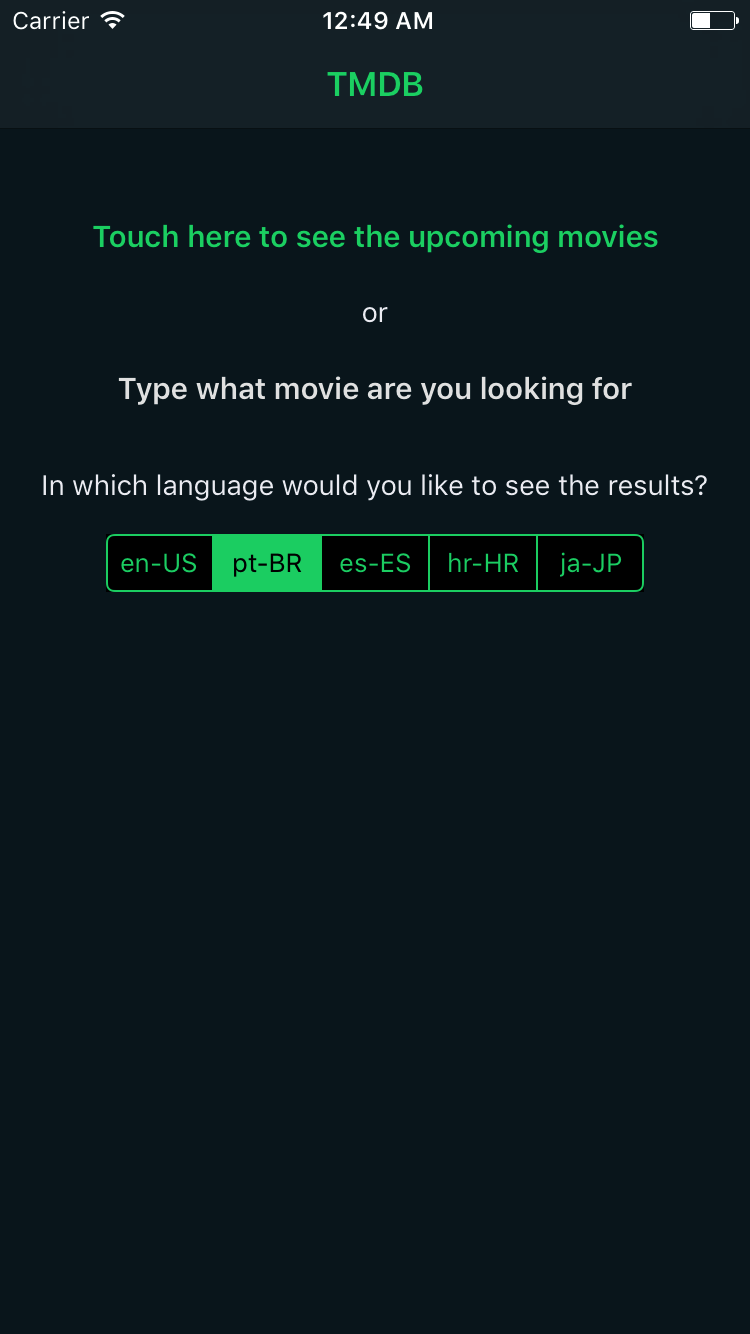 Carrier 12:49 AM
TMDB
Touch here to see the upcoming movies
or
Type what movie are you looking for
In which language would you like to see the results?
en-US pt-BR es-ES hr-HR ja-JP